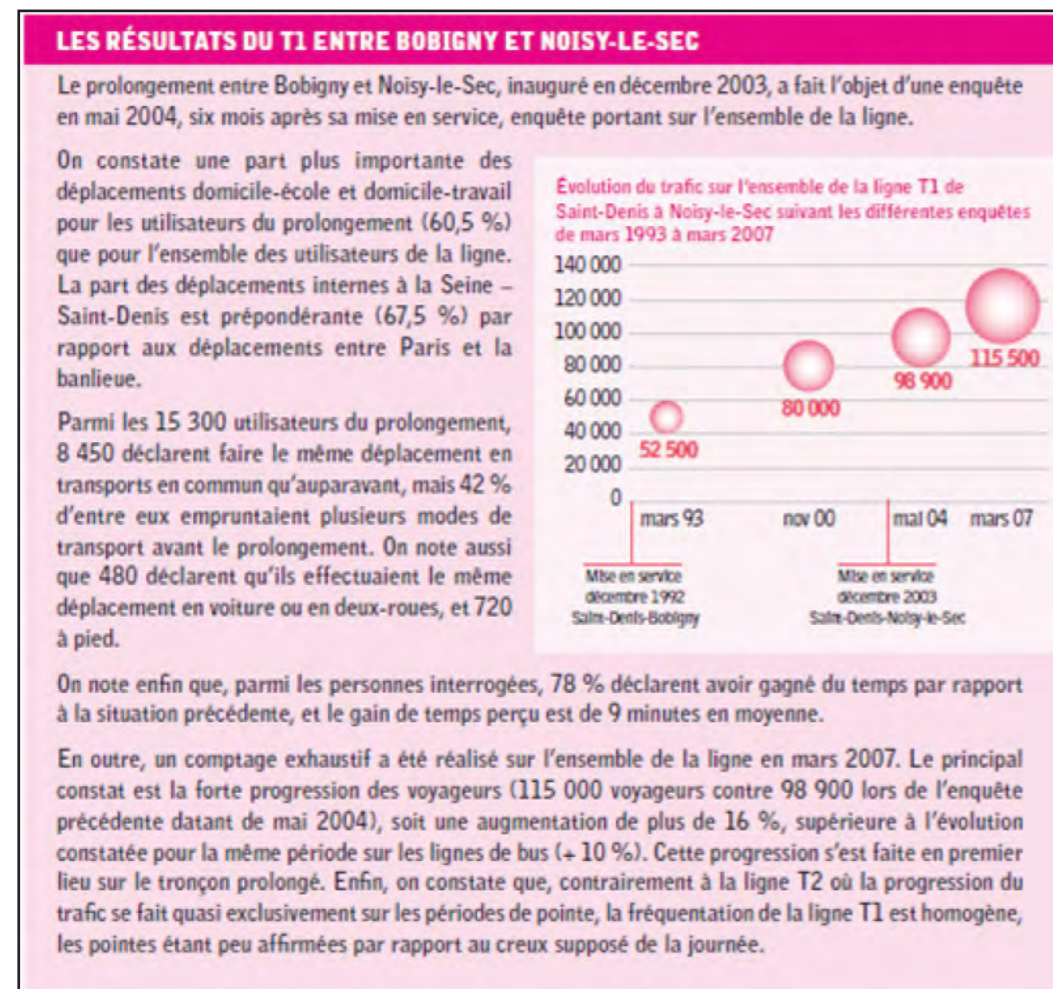 LES RÉSULTATS DU T1 ENTRE BOBIGNY ET NOISY-LE-SEC
Le prolongement entre Bobigny et Noisy-le-Sec, inauguré en décembre 2003, a fait l'objet d'une enquête
en mai 2004, six mois après sa mise en service, enquête portant sur l'ensemble de la ligne.
On constate une part plus importante des
déplacements domicile-école et domicile-travail
pour les utilisateurs du prolongement (60,5 %)
que pour l'ensemble des utilisateurs de la ligne.
La part des déplacements internes à la Seine –
Saint-Denis est prépondérante (67,5 %) par
rapport aux déplacements entre Paris et la
banlieue.
Parmi les 15 300 utilisateurs du prolongement,
8 450 déclarent faire le même déplacement en
transports en commun qu'auparavant, mais 42 %
d'entre eux empruntaient plusieurs modes de
transport avant le prolongement. On note aussi
que 480 déclarent qu'ils effectuaient le même
déplacement en voiture ou en deux-roues, et 720
à pied.
Évolution du trafic sur l'ensemble de la ligne T1 de
Saint-Denis à Noisy-le-Sec suivant les différentes enquêtes
de mars 1993 à mars 2007
140 000
120 000
100 000
80 000
60 000
40 000
20 000
0
52 500
80 000
98 900
115 500
mars 93 nov 00 mai 04 mars 07
Mise en service
décembre 1992
Saint-Denis-Bobigny
Mise en service
décembre 2003
Saint-Denis-Noisy-le-Sec
On note enfin que, parmi les personnes interrogées, 78 % déclarent avoir gagné du temps par rapport
à la situation précédente, et le gain de temps perçu est de 9 minutes en moyenne.
En outre, un comptage exhaustif a été réalisé sur l'ensemble de la ligne en mars 2007. Le principal
constat est la forte progression des voyageurs (115 000 voyageurs contre 98 900 lors de l'enquête
précédente datant de mai 2004), soit une augmentation de plus de 16 %, supérieure à l'évolution
constatée pour la même période sur les lignes de bus (+ 10 %). Cette progression s'est faite en premier
lieu sur le tronçon prolongé. Enfin, on constate que, contrairement à la ligne T2 où la progression du
trafic se fait quasi exclusivement sur les périodes de pointe, la fréquentation de la ligne T1 est homogène,
les pointes étant peu affirmées par rapport au creux supposé de la journée.